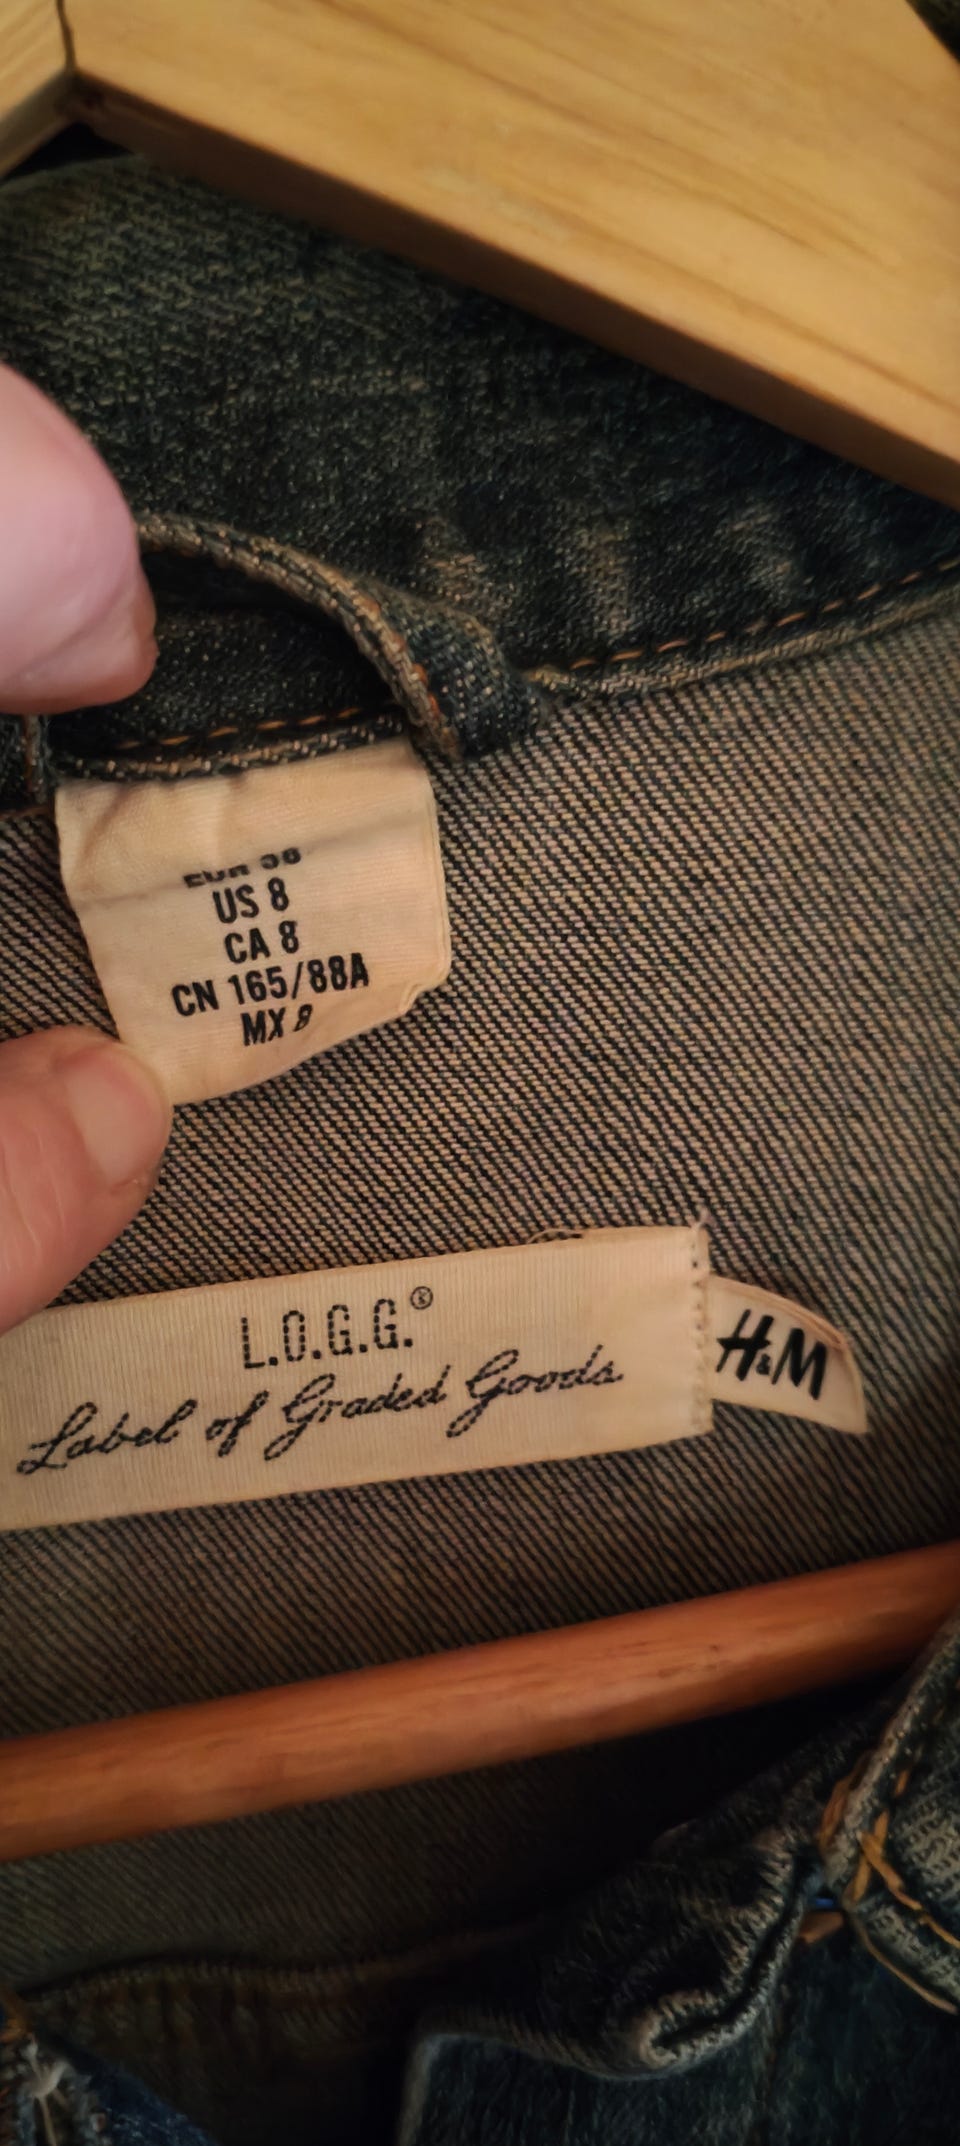 US 8
CA 8
CN 165/88A
MX 8
L.O.G.G.®
Label of Graded Goods
H&M